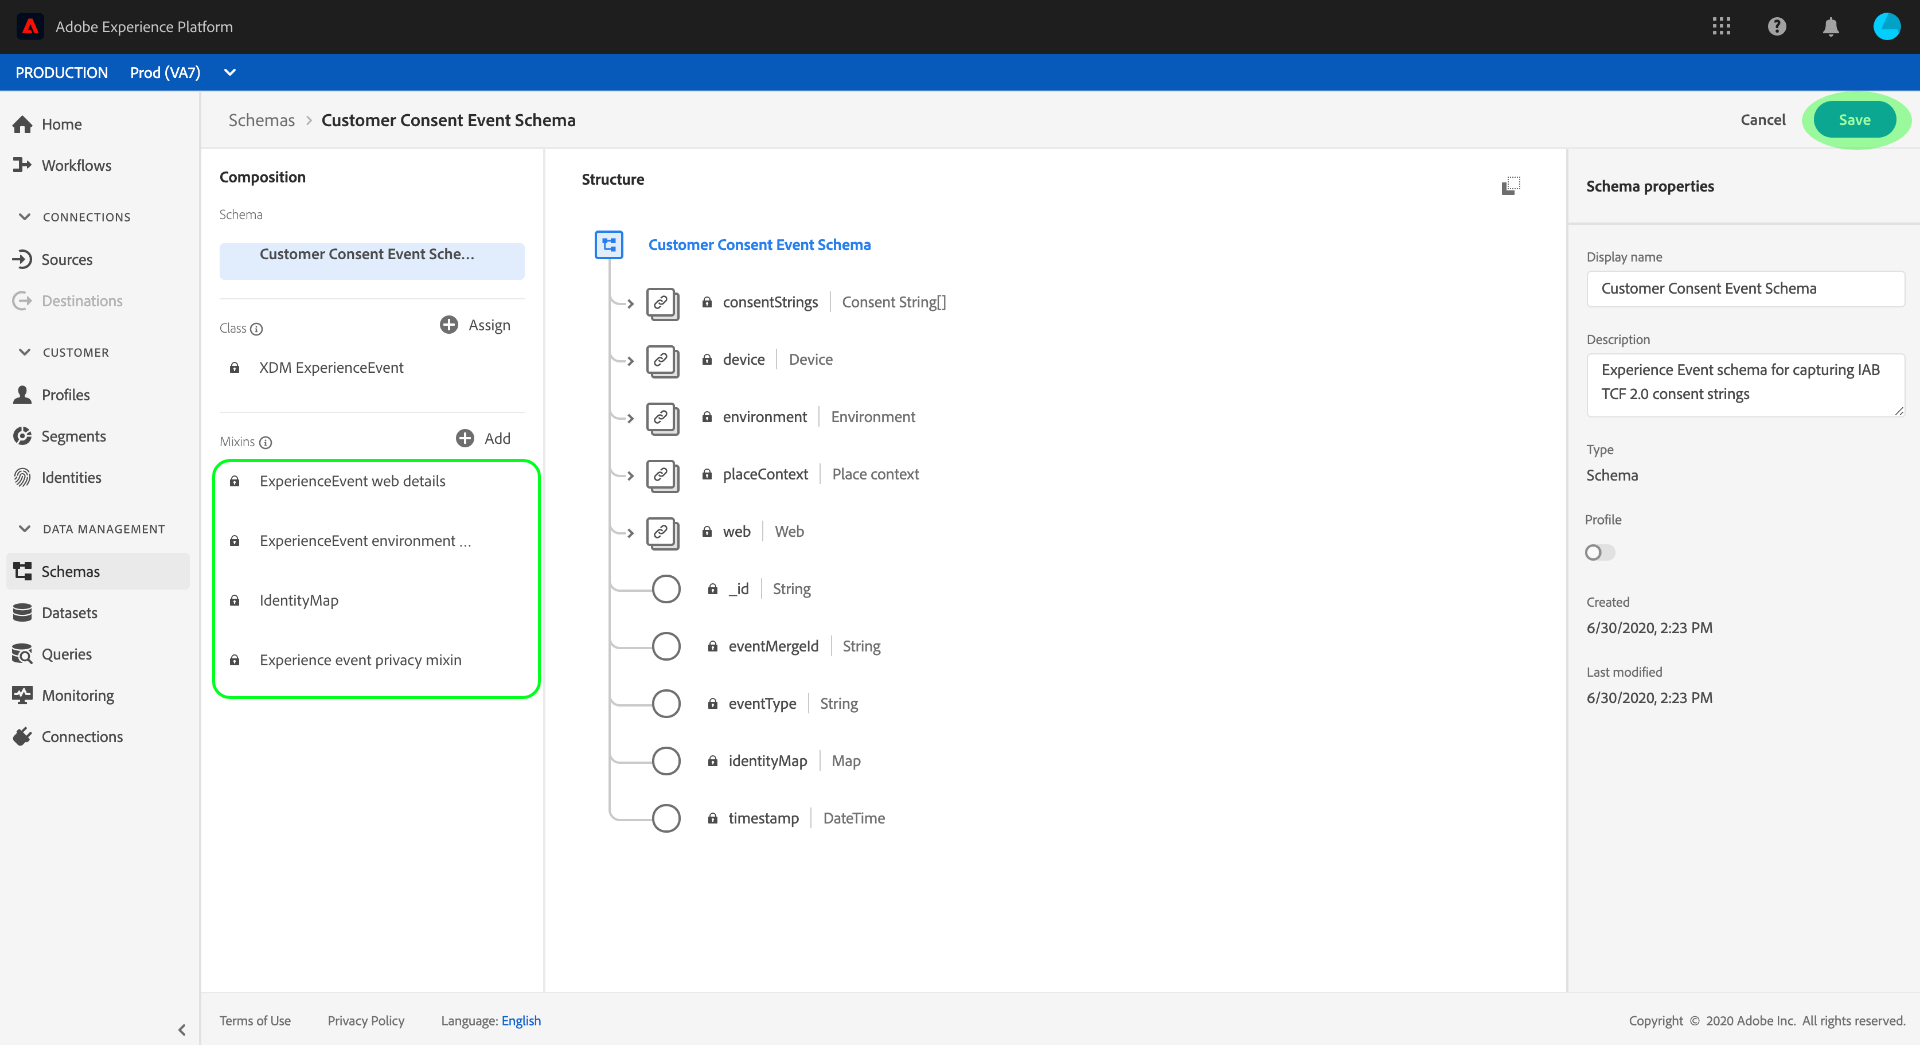 Adobe Experience Platform
PRODUCTION Prod (VA7)
Home
Workflows
CONNECTIONS
Sources
Destinations
CUSTOMER
Profiles
Segments
Identities
DATA MANAGEMENT
Schemas
Datasets
Queries
Monitoring
Connections
Schemas > Customer Consent Event Schema
Cancel
Save
Composition
Schema
Customer Consent Event Sche...
Class
Assign
XDM ExperienceEvent
Mixins
Add
ExperienceEvent web details
ExperienceEvent environment ...
IdentityMap
Experience event privacy mixin
Structure
Customer Consent Event Schema
consentStrings | Consent String[]
device | Device
environment | Environment
placeContext | Place context
web | Web
_id | String
eventMergeId | String
eventType | String
identityMap | Map
timestamp | DateTime
Schema properties
Display name
Customer Consent Event Schema
Description
Experience Event schema for capturing IAB
TCF 2.0 consent strings
Type
Schema
Profile
Created
6/30/2020, 2:23 PM
Last modified
6/30/2020, 2:23 PM
Terms of Use Privacy Policy Language: English
Copyright © 2020 Adobe Inc. All rights reserved.